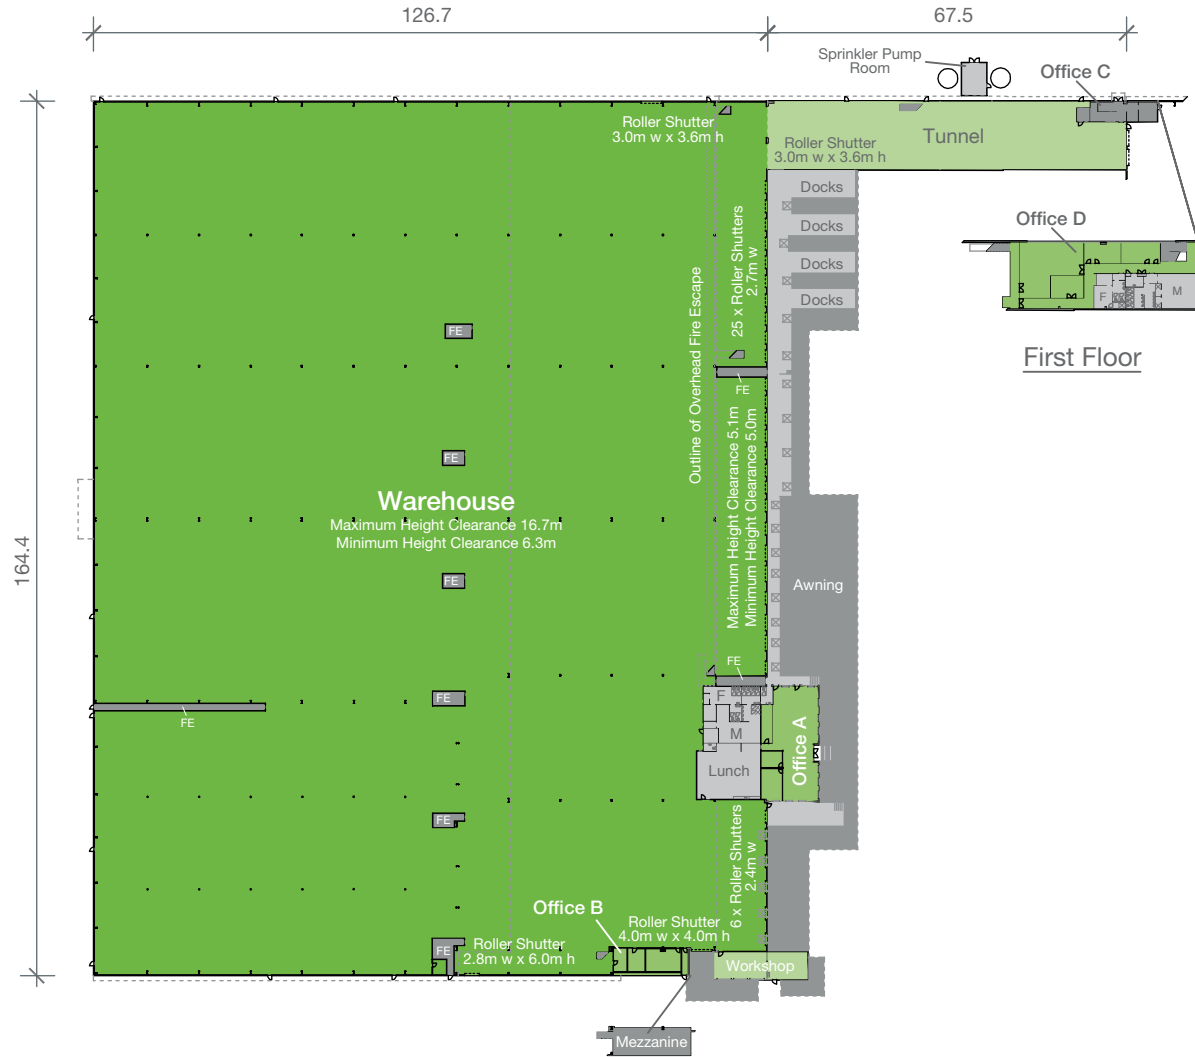 126.7
67.5
Sprinkler Pump
Room
Office C
Roller Shutter
3.0m w x 3.6m h
Tunnel
Roller Shutter
3.0m w x 3.6m h
Docks
Docks
Docks
Docks
Office D
F
M
First Floor
25 x Roller Shutters
2.7m w
Outline of Overhead Fire Escape
FE
FE
Maximum Height Clearance 5.1m
Minimum Height Clearance 5.0m
FE
Warehouse
Maximum Height Clearance 16.7m
Minimum Height Clearance 6.3m
164.4
FE
Awning
FE
F
FE
FE
M
Office A
Lunch
FE
6 x Roller Shutters
2.4m w
Office B
Roller Shutter
4.0m w x 4.0m h
FE
Roller Shutter
2.8m w x 6.0m h
Workshop
Mezzanine